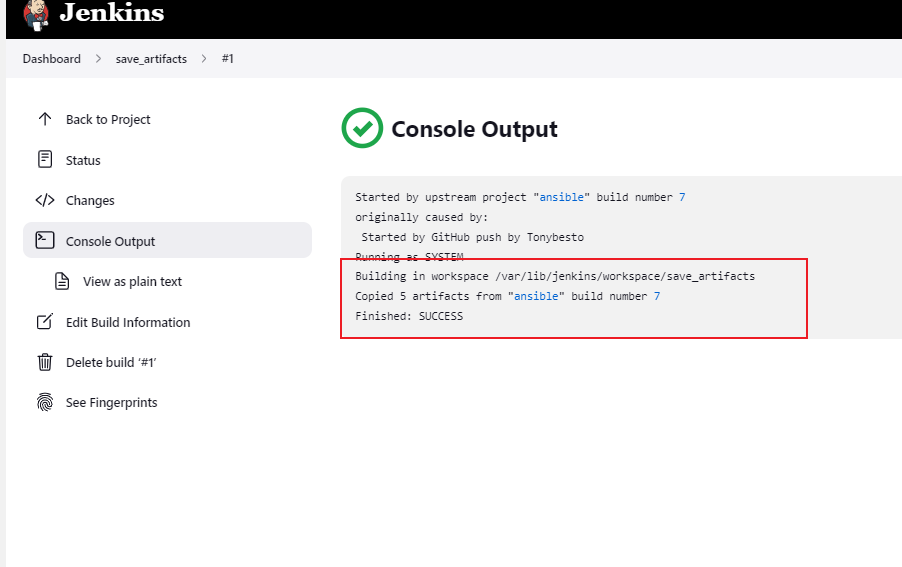 Jenkins
Dashboard > save_artifacts > #1
Back to Project
Status
Changes
Console Output
View as plain text
Edit Build Information
Delete build ‘#1’
See Fingerprints
Console Output
Started by upstream project "ansible" build number 7
originally caused by:
Started by GitHub push by Tonybesto
Running as SYSTEM
Building in workspace /var/lib/jenkins/workspace/save_artifacts
Copied 5 artifacts from "ansible" build number 7
Finished: SUCCESS